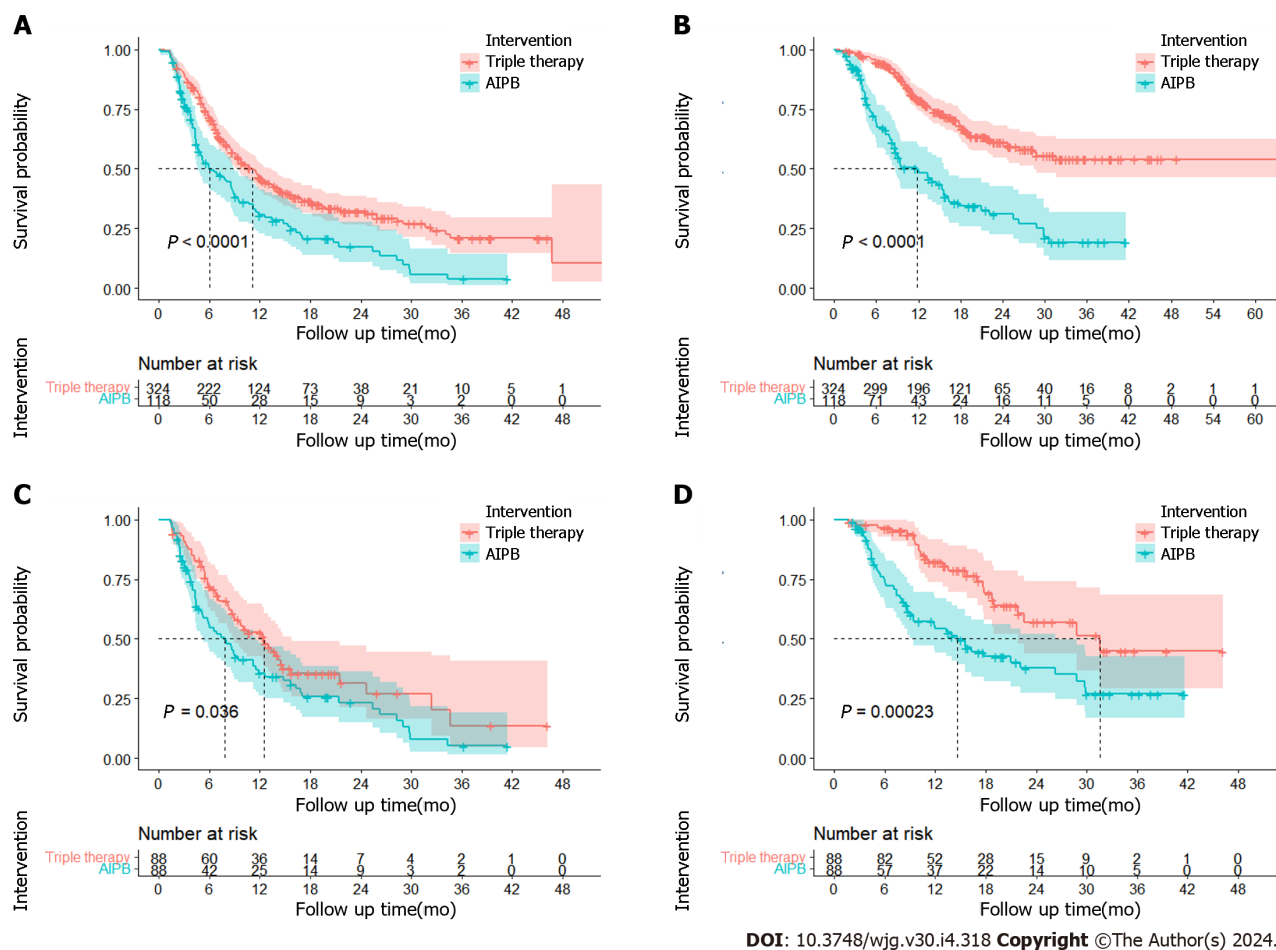 A
Survival probability
1.00
0.75
0.50
0.25
0.00
Intervention
Triple therapy
AIPB
P < 0.0001
0 6 12 18 24 30 36 42 48
Follow up time(mo)
Intervention
Number at risk
Triple therapy 324 222 124 73 38 21 10 5 1
AIPB 118 50 28 15 9 3 2 0 0
0 6 12 18 24 30 36 42 48
Follow up time(mo)
B
Survival probability
1.00
0.75
0.50
0.25
0.00
Intervention
Triple therapy
AIPB
P < 0.0001
0 6 12 18 24 30 36 42 48 54 60
Follow up time(mo)
Intervention
Number at risk
Triple therapy 324 299 196 121 65 40 16 8 2 1 1
AIPB 118 71 43 24 16 11 5 0 0 0 0
0 6 12 18 24 30 36 42 48 54 60
Follow up time(mo)
C
Survival probability
1.00
0.75
0.50
0.25
0.00
Intervention
Triple therapy
AIPB
P = 0.036
0 6 12 18 24 30 36 42 48
Follow up time(mo)
Intervention
Number at risk
Triple therapy 88 60 36 14 7 4 2 1 0
AIPB 88 42 25 14 9 3 2 0 0
0 6 12 18 24 30 36 42 48
Follow up time(mo)
D
Survival probability
1.00
0.75
0.50
0.25
0.00
Intervention
Triple therapy
AIPB
P = 0.00023
0 6 12 18 24 30 36 42 48
Follow up time(mo)
Intervention
Number at risk
Triple therapy 88 82 52 28 15 9 2 1 0
AIPB 88 57 37 22 14 10 5 0 0
0 6 12 18 24 30 36 42 48
Follow up time(mo)
DOI: 10.3748/wjg.v30.i4.318 Copyright ©The Author(s) 2024.